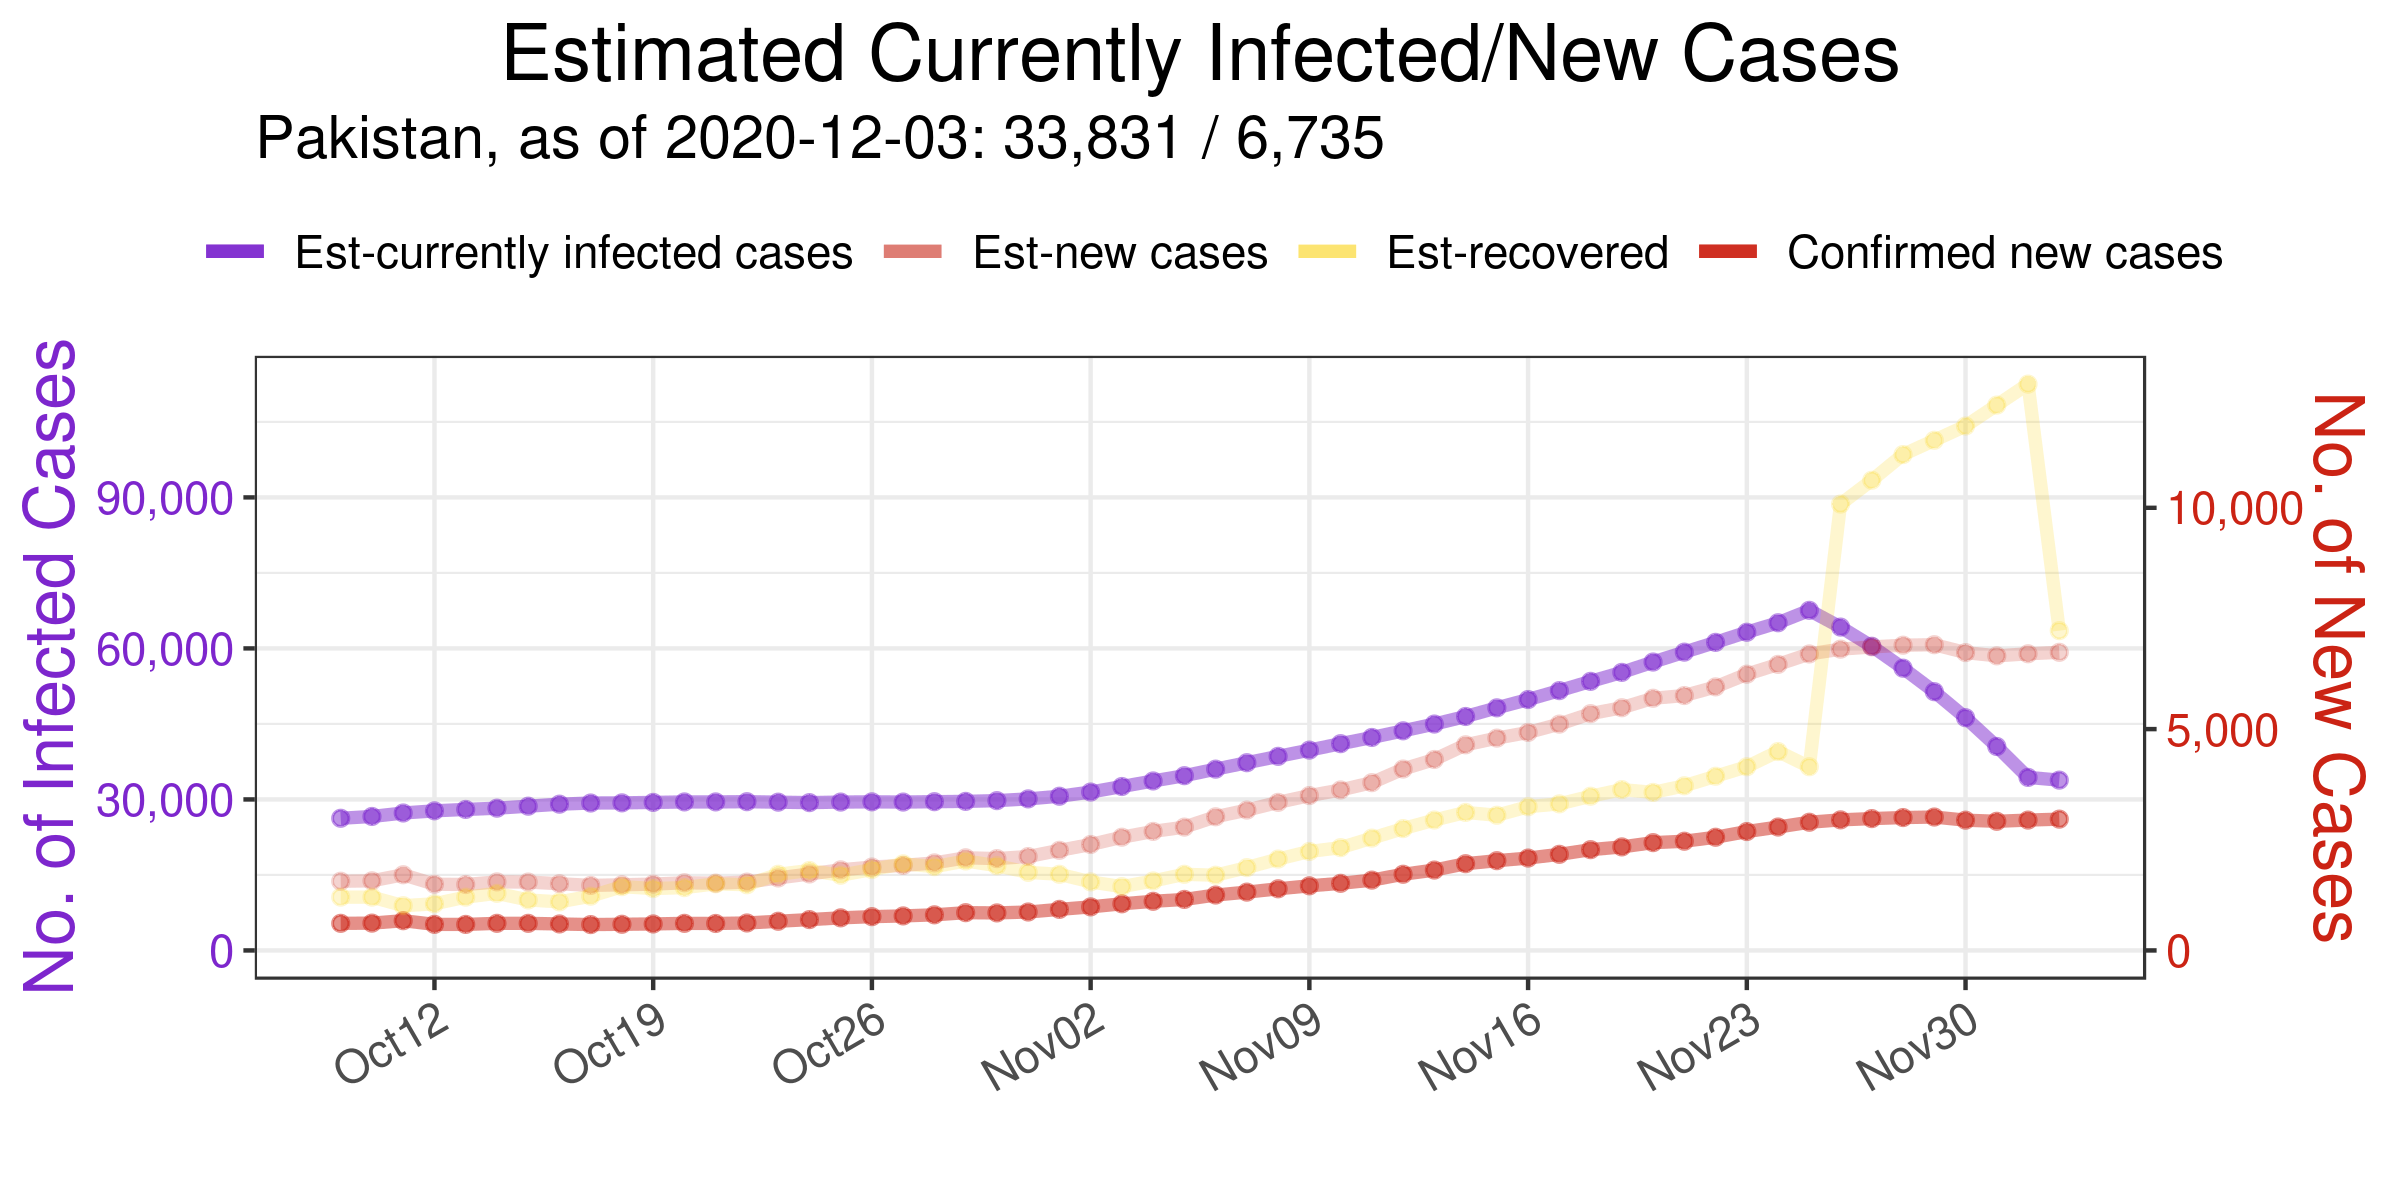 Estimated Currently Infected/New Cases
Pakistan, as of 2020-12-03: 33,831 / 6,735
Est-currently infected cases Est-new cases Est-recovered Confirmed new cases
No. of Infected Cases
90,000
60,000
30,000
0
10,000
5,000
0
No. of New Cases
Oct12 Oct19 Oct26 Nov02 Nov09 Nov16 Nov23 Nov30